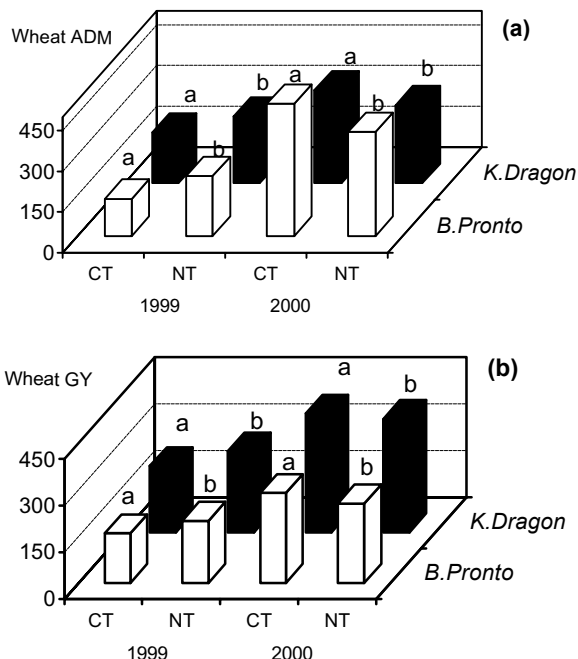 Wheat ADM
(a)
a
b
a
a
b
a
b
b
450
300
150
0
K.Dragon
B.Pronto
CT NT CT NT
1999 2000
Wheat GY
(b)
a
b
a
b
a
b
a
b
450
300
150
0
K.Dragon
B.Pronto
CT NT CT NT
1999 2000